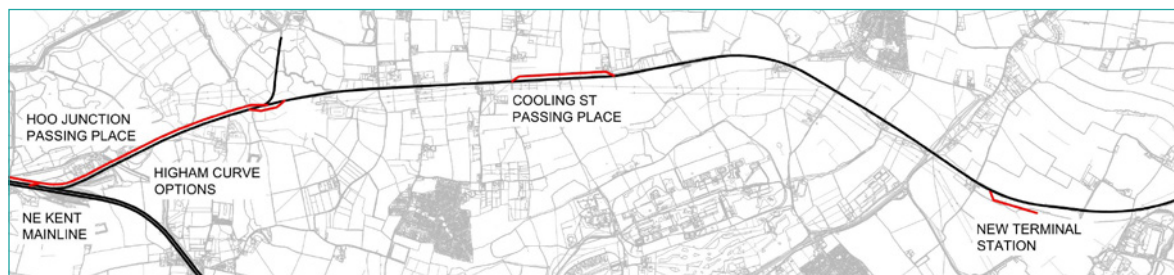 HOO JUNCTION
PASSING PLACE
HIGHAM CURVE
OPTIONS
NE KENT
MAINLINE
COOLING ST
PASSING PLACE
NEW TERMINAL
STATION